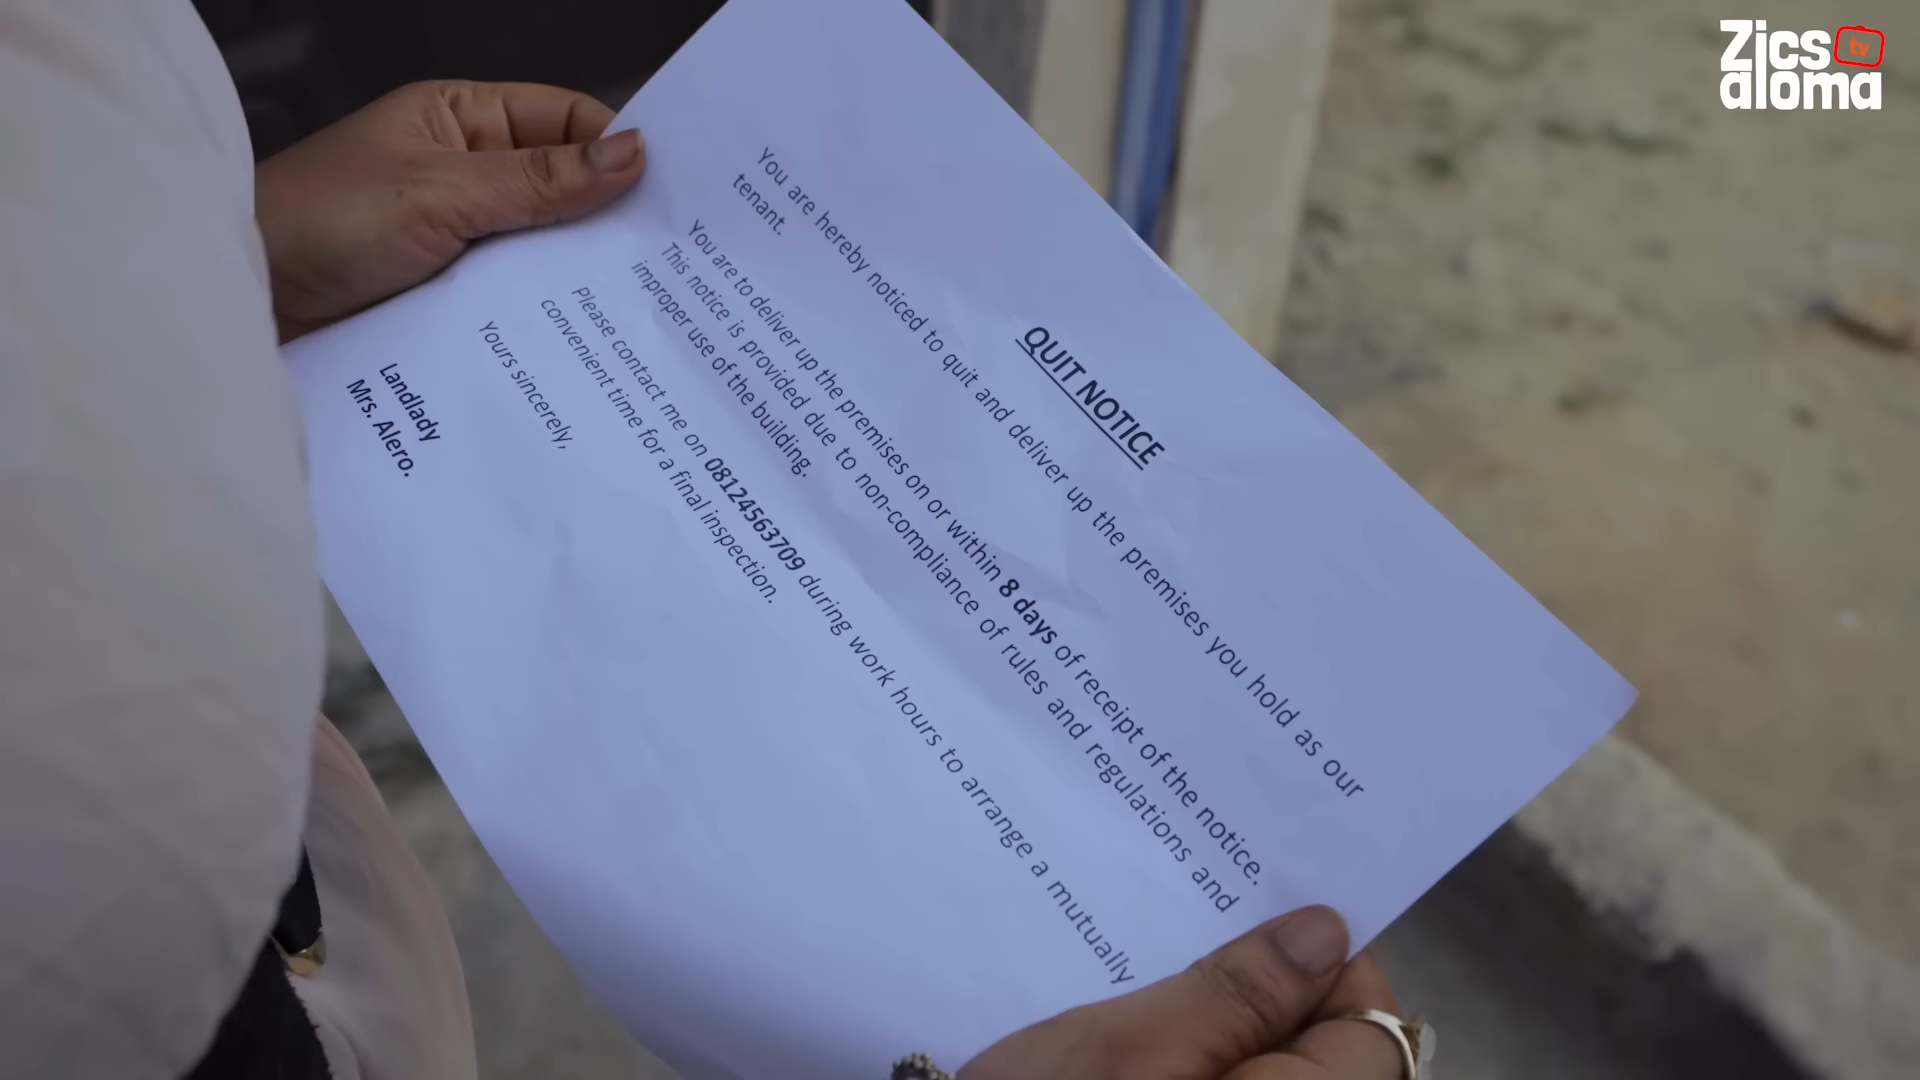 Zics tv
aloma
QUIT NOTICE
You are hereby noticed to quit and deliver up the premises you hold as our
tenant.
You are to deliver up the premises on or within 8 days of receipt of the notice.
This notice is provided due to non-compliance of rules and regulations and
improper use of the building.
Please contact me on 08124563709 during work hours to arrange a mutually
convenient time for a final inspection.
Yours sincerely,
Landlady
Mrs. Alero.